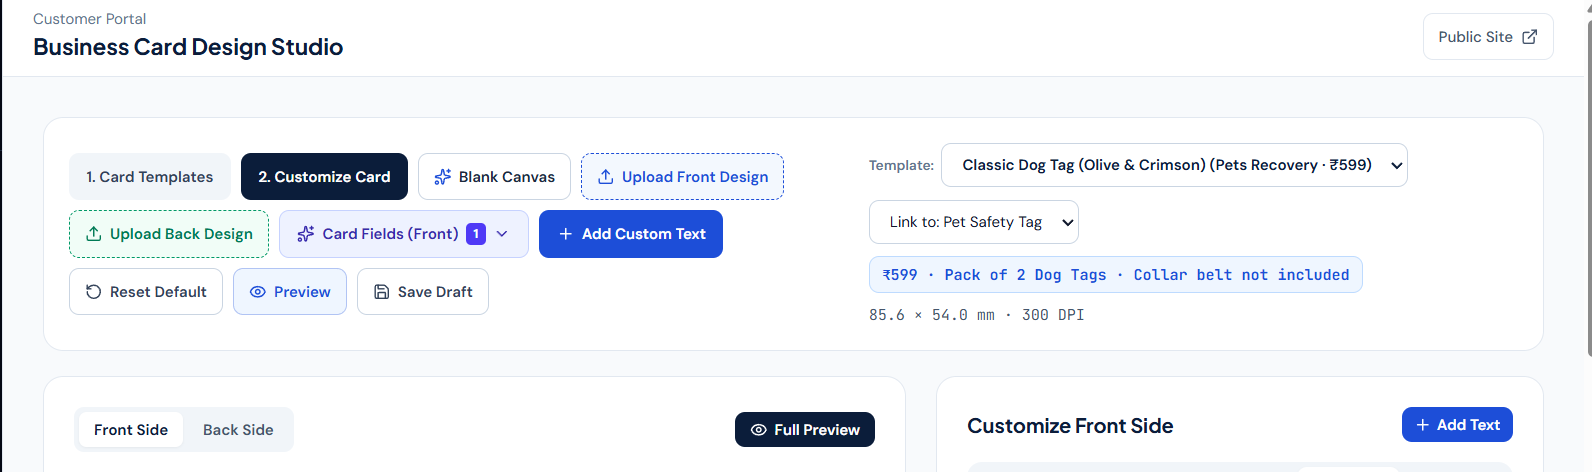 Customer Portal
Business Card Design Studio
Public Site
1. Card Templates
2. Customize Card
Blank Canvas
Upload Front Design
Upload Back Design
Card Fields (Front) 1
Add Custom Text
Reset Default
Preview
Save Draft
Template: Classic Dog Tag (Olive & Crimson) (Pets Recovery · ₹599)
Link to: Pet Safety Tag
₹599 · Pack of 2 Dog Tags · Collar belt not included
85.6 × 54.0 mm · 300 DPI
Front Side
Back Side
Full Preview
Customize Front Side
Add Text